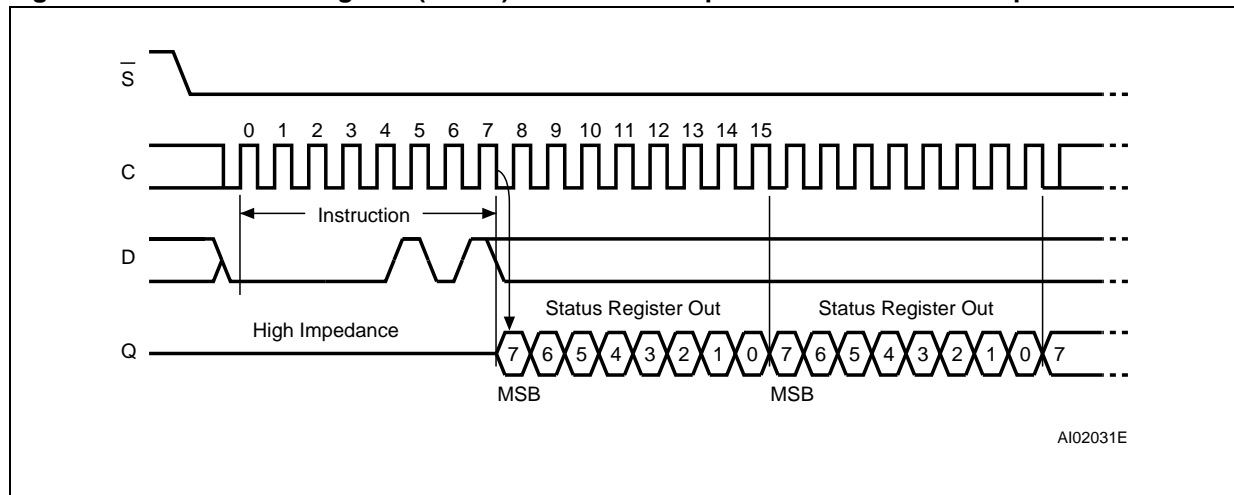 S
0 1 2 3 4 5 6 7 8 9 10 11 12 13 14 15
C
Instruction
D
Status Register Out Status Register Out
High Impedance
Q 7 6 5 4 3 2 1 0 7 6 5 4 3 2 1 0 7
MSB MSB
AI02031E